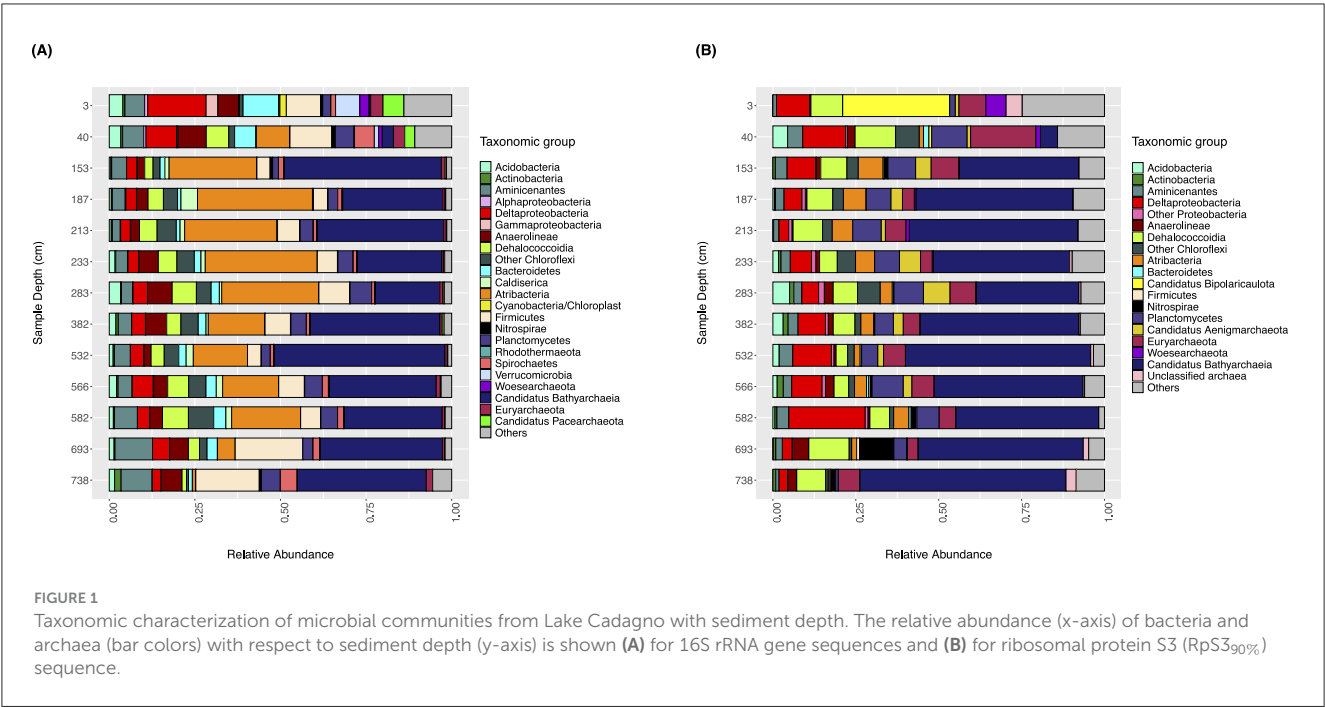 (A)
(B)
Sample Depth (cm)
3
40
153
187
213
233
283
382
532
566
582
693
738
0.00
0.25
0.50
0.75
1.00
Relative Abundance
Taxonomic group
Acidobacteria
Actinobacteria
Aminicenantes
Alphaproteobacteria
Deltaproteobacteria
Gammaproteobacteria
Anaerolineae
Dehalococcoidia
Other Chloroflexi
Bacteroidetes
Caldiserica
Atribacteria
Cyanobacteria/Chloroplast
Firmicutes
Nitrospirae
Planctomycetes
Rhodothermaeota
Spirochaetes
Verrucomicrobia
Woesearchaeota
Candidatus Bathyarchaeia
Euryarchaeota
Candidatus Pacearchaeota
Others
Sample Depth (cm)
3
40
153
187
213
233
283
382
532
566
582
693
738
0.00
0.25
0.50
0.75
1.00
Relative Abundance
Taxonomic group
Acidobacteria
Actinobacteria
Aminicenantes
Deltaproteobacteria
Other Proteobacteria
Anaerolineae
Dehalococcoidia
Other Chloroflexi
Atribacteria
Bacteroidetes
Candidatus Bipolaricaulota
Firmicutes
Nitrospirae
Planctomycetes
Candidatus Aenigmarchaeota
Euryarchaeota
Woesearchaeota
Candidatus Bathyarchaeia
Unclassified archaea
Others
FIGURE 1
Taxonomic characterization of microbial communities from Lake Cadagno with sediment depth. The relative abundance (x-axis) of bacteria and
archaea (bar colors) with respect to sediment depth (y-axis) is shown (A) for 16S rRNA gene sequences and (B) for ribosomal protein S3 (RpS390%)
sequence.